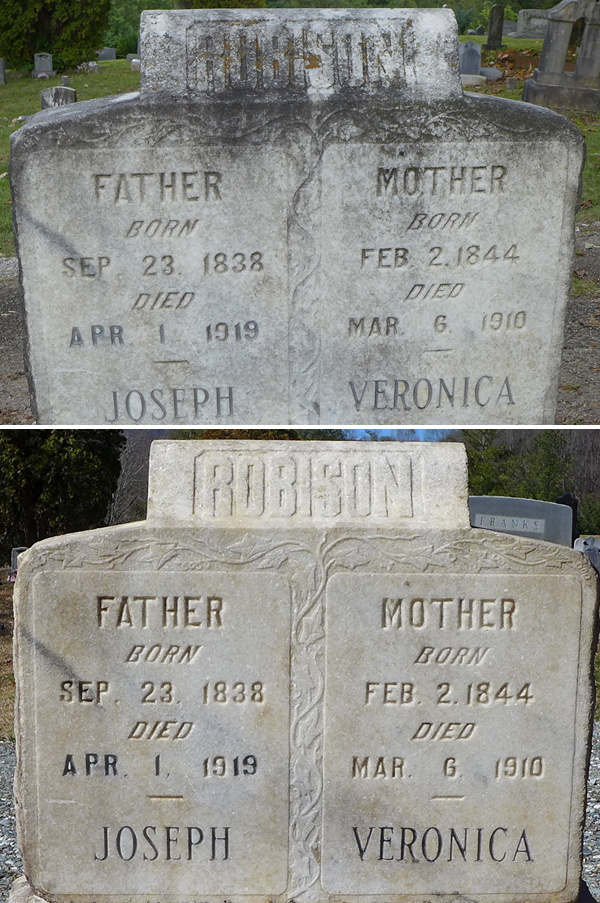 ROBISON
FATHER
BORN
SEP. 23. 1838
DIED
APR. 1 1919
JOSEPH
MOTHER
BORN
FEB. 2. 1844
DIED
MAR. 6. 1910
VERONICA
ROBISON
FRANKS
FATHER
BORN
SEP. 23. 1838
DIED
APR. 1. 1919
JOSEPH
MOTHER
BORN
FEB. 2. 1844
DIED
MAR. 6. 1910
VERONICA